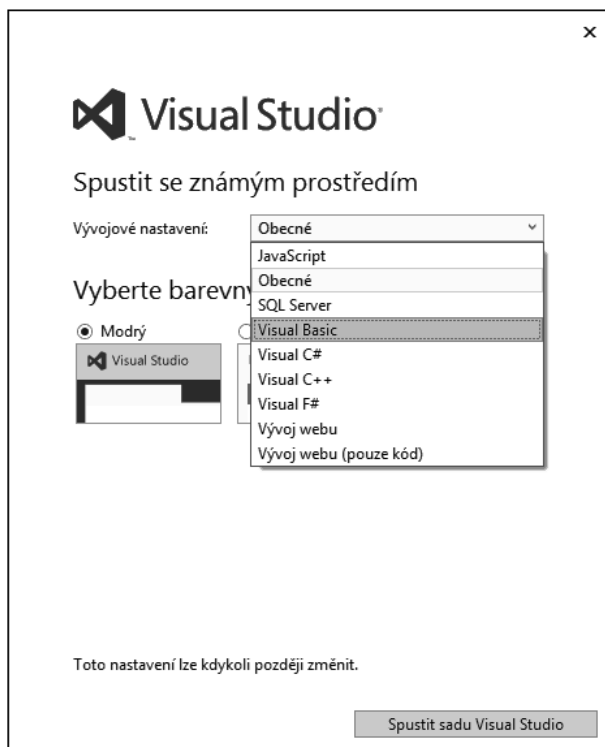 Visual Studio
Spustit se známým prostředím
Vývojové nastavení:
Obecné
JavaScript
Obecné
SQL Server
Visual Basic
Visual C#
Visual C++
Visual F#
Vývoj webu
Vývoj webu (pouze kód)
Vyberte barevn
Modrý
Visual Studio
Toto nastavení lze kdykoli později změnit.
Spustit sadu Visual Studio